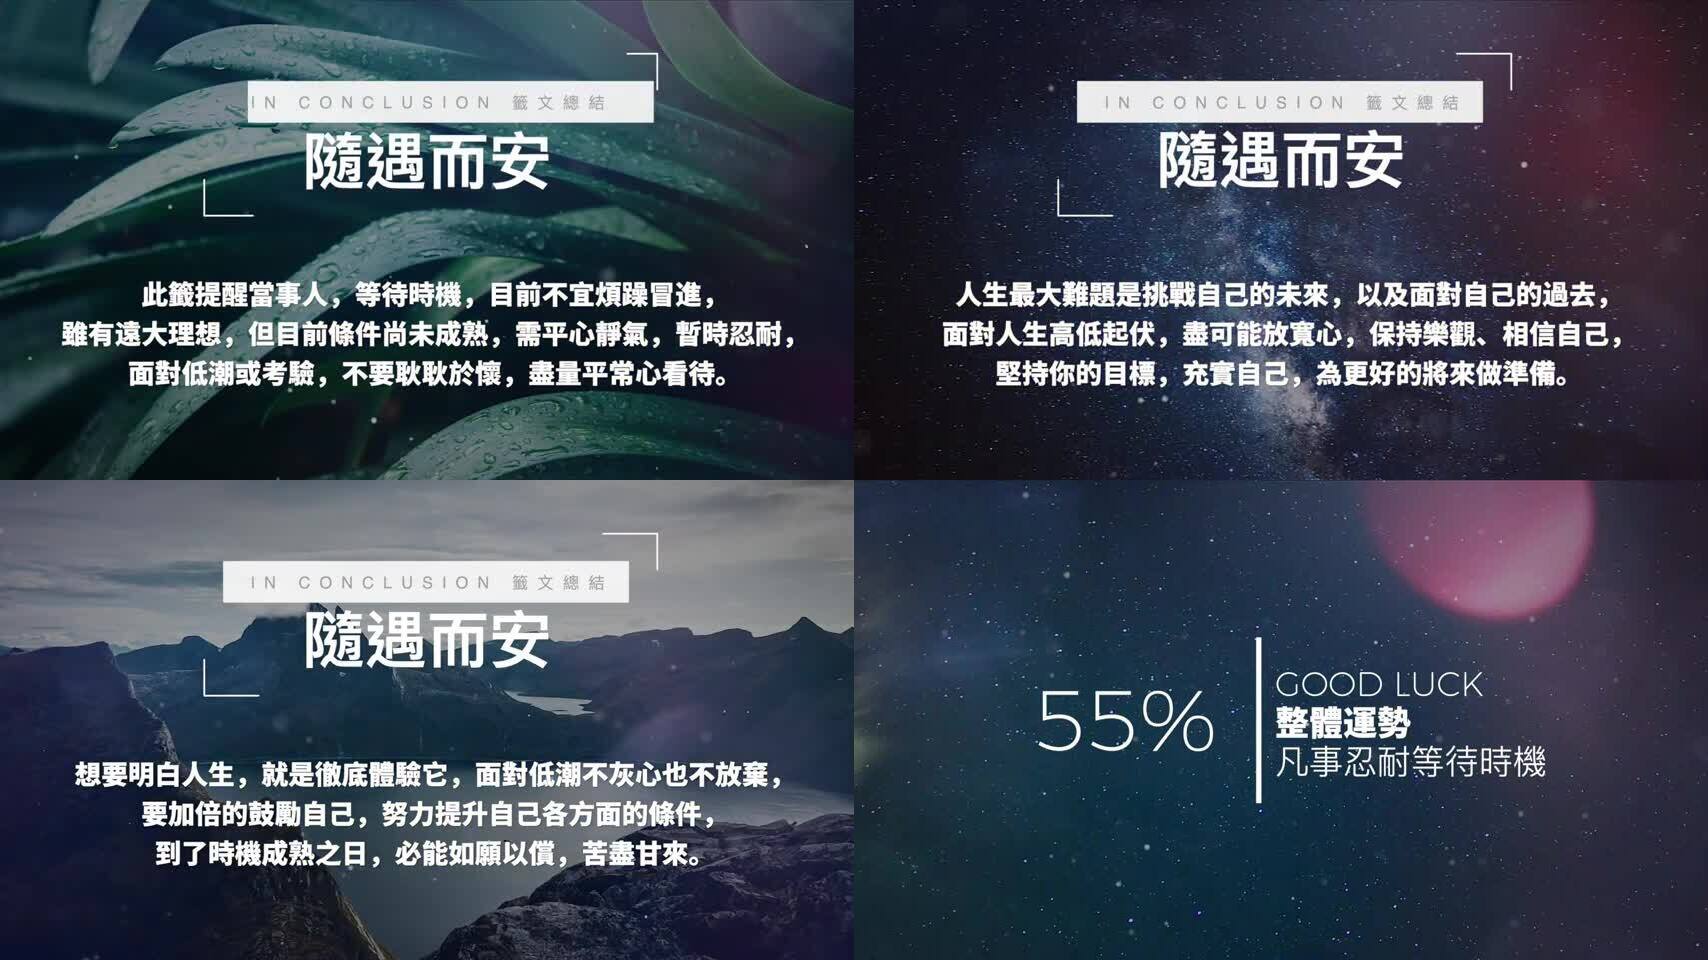 IN CONCLUSION 籤文總結
隨遇而安
此籤提醒當事人，等待時機，目前不宜煩躁冒進，
雖有遠大理想，但目前條件尚未成熟，需平心靜氣，暫時忍耐，
面對低潮或考驗，不要耿耿於懷，盡量平常心看待。
IN CONCLUSION 籤文總結
隨遇而安
人生最大難題是挑戰自己的未來，以及面對自己的過去，
面對人生高低起伏，盡可能放寬心，保持樂觀、相信自己，
堅持你的目標，充實自己，為更好的將來做準備。
IN CONCLUSION 籤文總結
隨遇而安
想要明白人生，就是徹底體驗它，面對低潮不灰心也不放棄，
要加倍的鼓勵自己，努力提升自己各方面的條件，
到了時機成熟之日，必能如願以償，苦盡甘來。
55%
GOOD LUCK
整體運勢
凡事忍耐等待時機